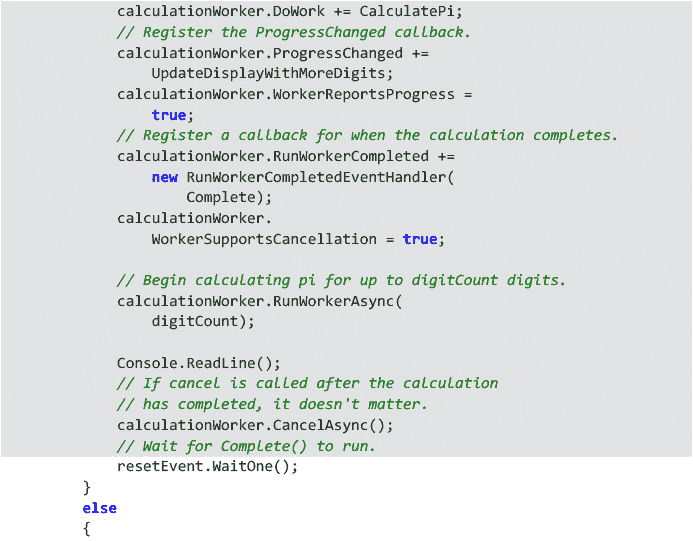 calculationWorker.DoWork += CalculatePi;
// Register the ProgressChanged callback.
calculationWorker.ProgressChanged +=
UpdateDisplayWithMoreDigits;
calculationWorker.WorkerReportsProgress =
true;
// Register a callback for when the calculation completes.
calculationWorker.RunWorkerCompleted +=
new RunWorkerCompletedEventHandler(
Complete);
calculationWorker.
WorkerSupportsCancellation = true;
// Begin calculating pi for up to digitCount digits.
calculationWorker.RunWorkerAsync(
digitCount);
Console.ReadLine();
// If cancel is called after the calculation
// has completed, it doesn't matter.
calculationWorker.CancelAsync();
// Wait for Complete() to run.
resetEvent.WaitOne();
}
else
{